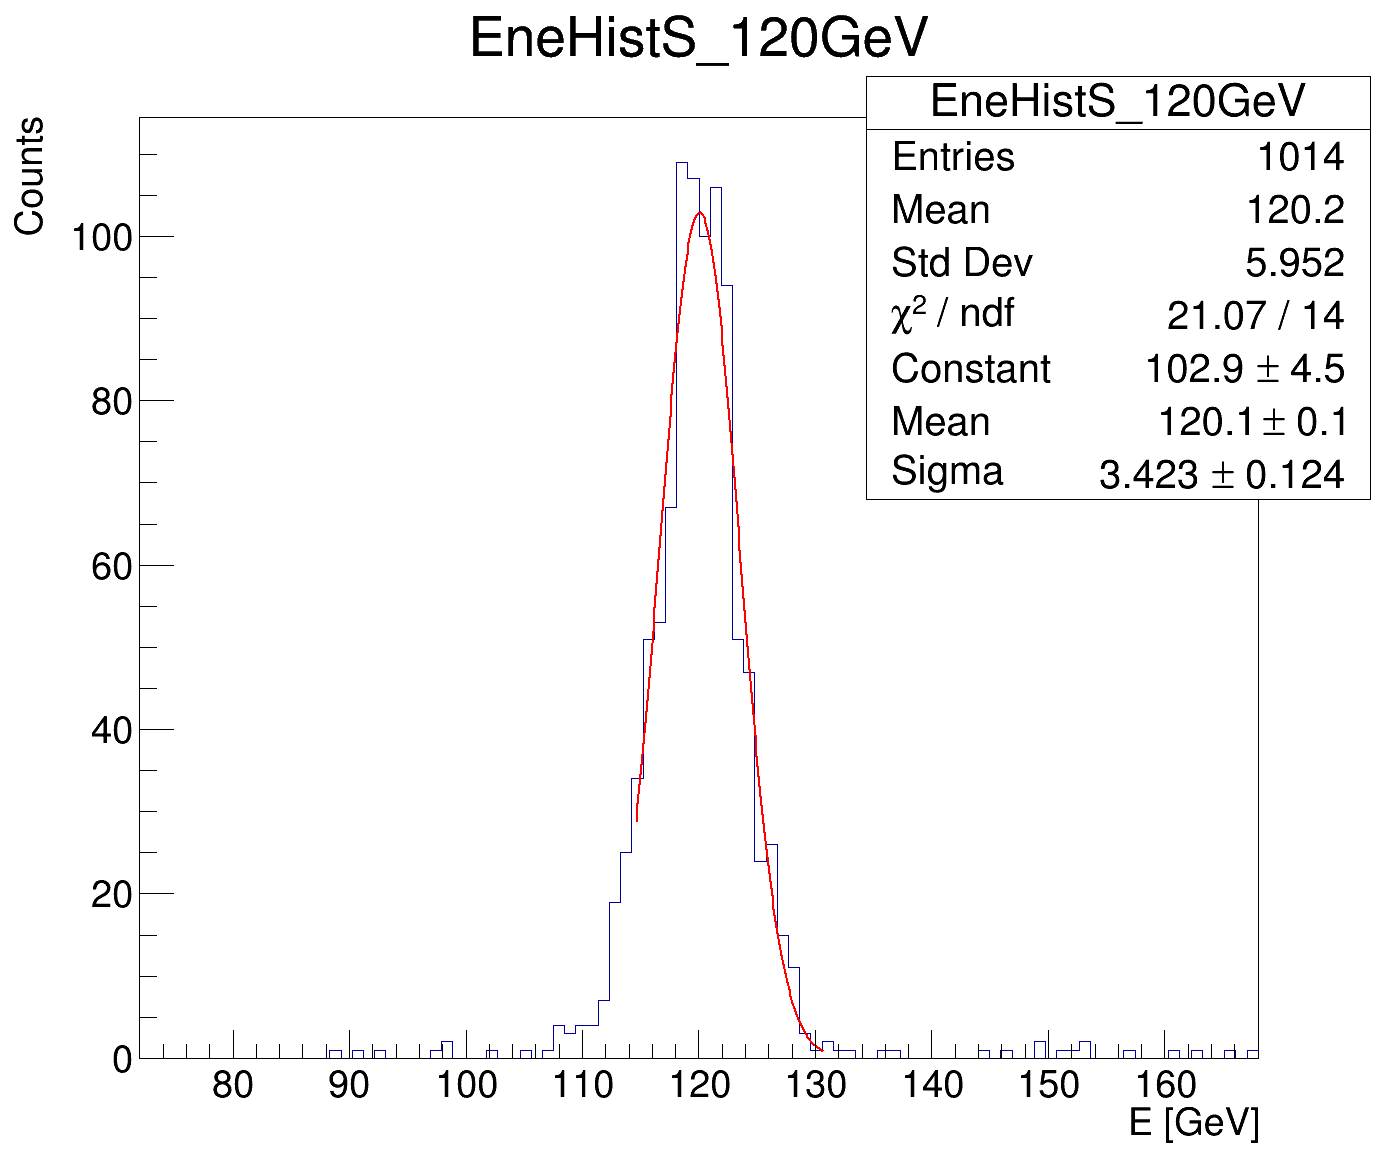 EneHistS_120GeV
EneHistS_120GeV
Entries 1014
Mean 120.2
Std Dev 5.952
χ² / ndf 21.07 / 14
Constant 102.9 ± 4.5
Mean 120.1 ± 0.1
Sigma 3.423 ± 0.124
Counts
100
80
60
40
20
0
80 90 100 110 120 130 140 150 160
E [GeV]